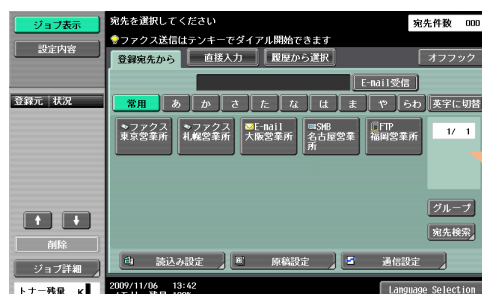 ジョブ表示
宛先を選択してください
宛先件数 000
ファクス送信はテンキーでダイアル開始できます
設定内容
登録宛先から
直接入力
履歴から選択
オフフック
E-mail受信
登録元 状況
常用 あ か さ た な は ま や らわ 英字に切替
ファクス
東京営業所
ファクス
札幌営業所
E-mail
大阪営業所
SMB
名古屋営業
所
FTP
福岡営業所
1/ 1
グループ
宛先検索
削除
ジョブ詳細
読込み設定
原稿設定
通信設定
トナー残量 K
2009/11/06 13:42
メモリ 残量 100%
Language Selection